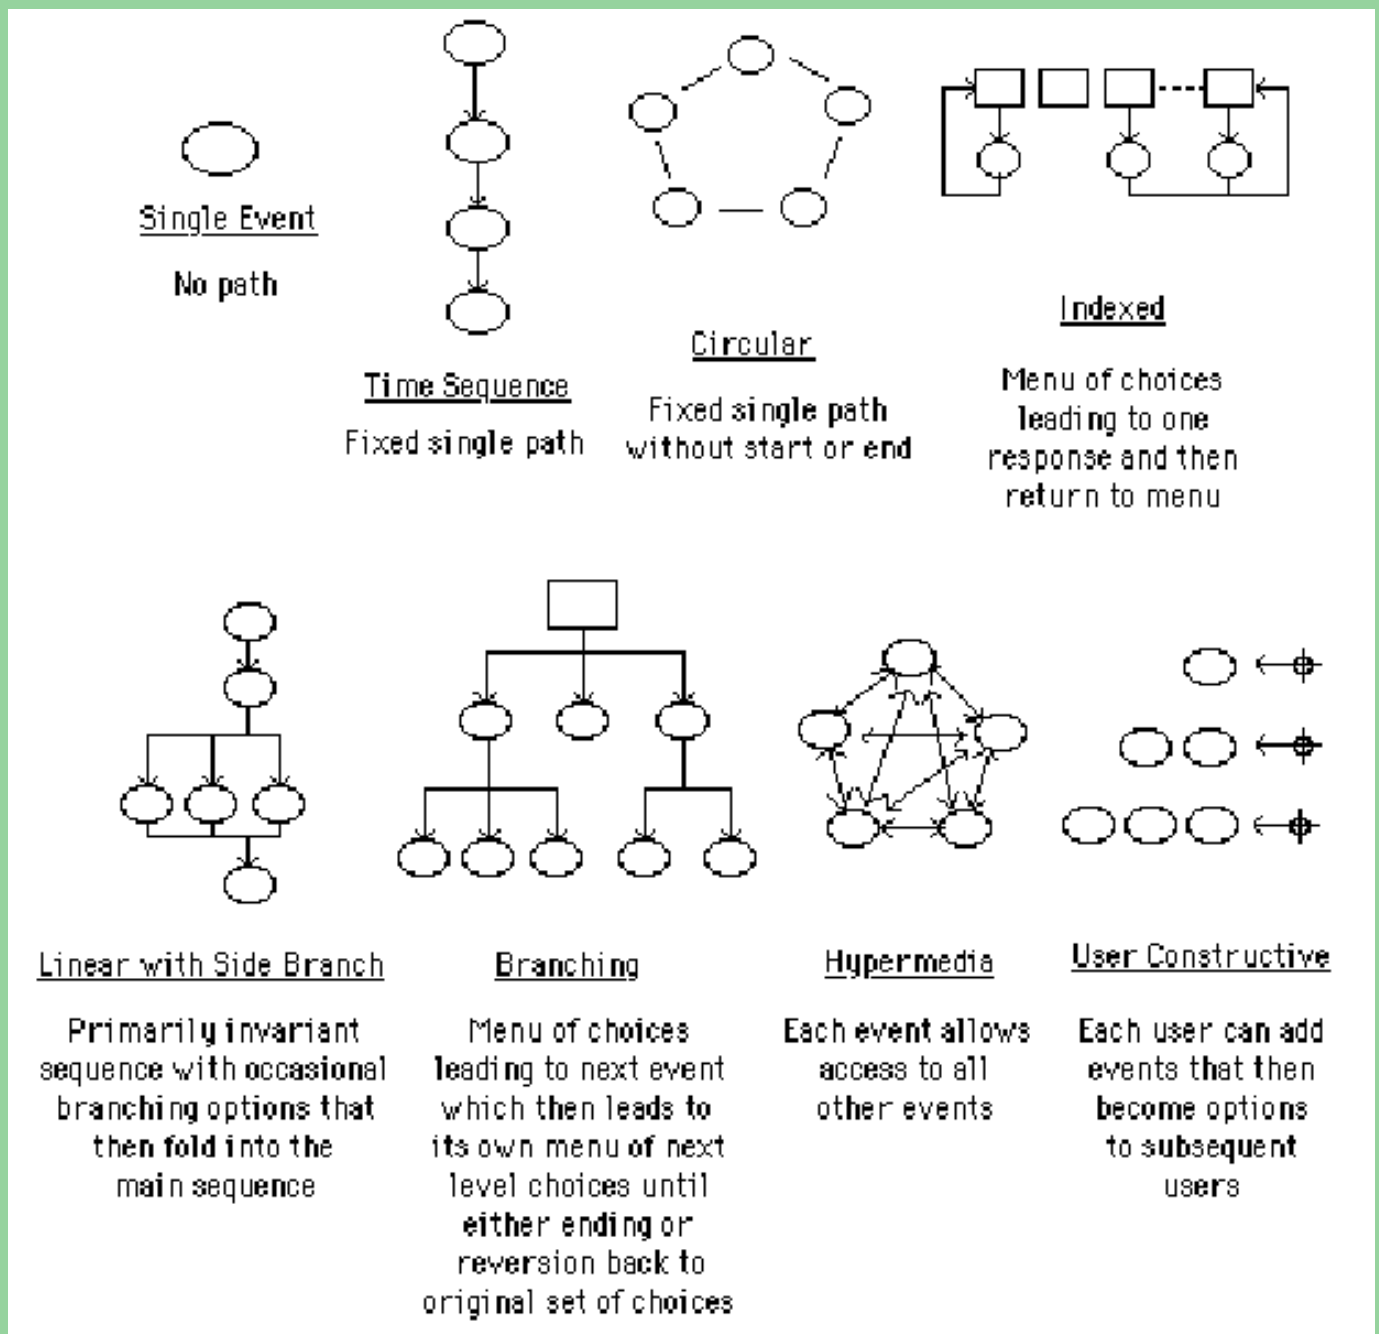 Single Event
No path
Time Sequence
Fixed single path
Circular
Fixed single path
without start or end
Indexed
Menu of choices
leading to one
response and then
return to menu
Linear with Side Branch
Primarily invariant
sequence with occasional
branching options that
then fold into the
main sequence
Branching
Menu of choices
leading to next event
which then leads to
its own menu of next
level choices until
either ending or
reversion back to
original set of choices
Hypermedia
Each event allows
access to all
other events
User Constructive
Each user can add
events that then
become options
to subsequent
users